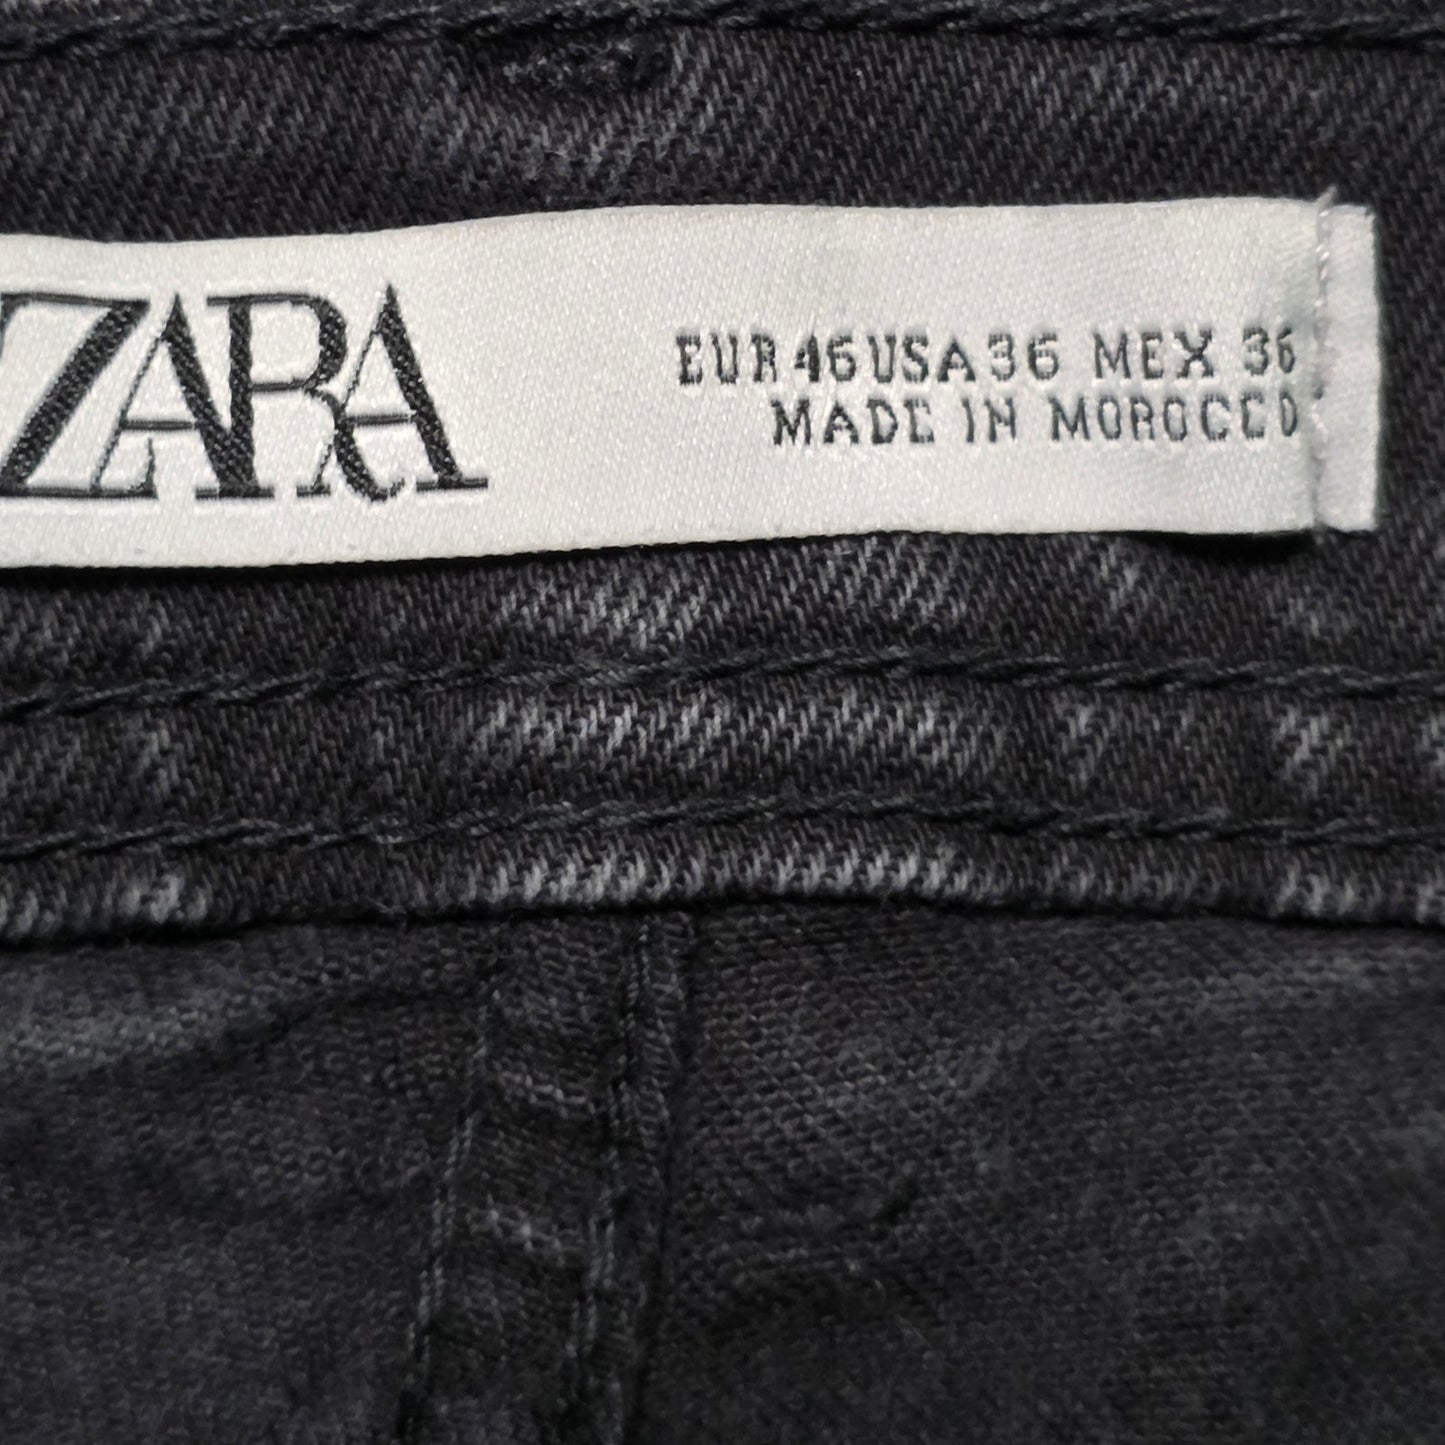 ZARA
EUR 46 USA 36 MEX 36
MADE IN MOROCCO